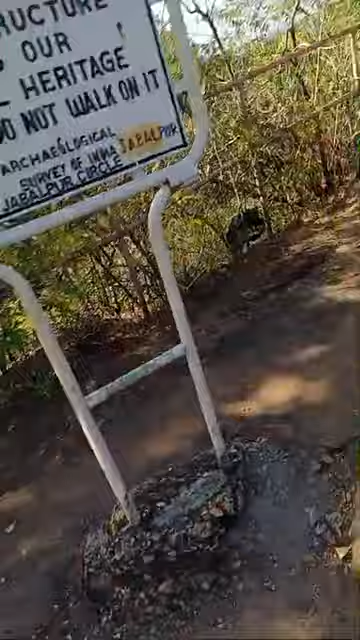 RUCTURE
OUR
HERITAGE
DO NOT WALK ON IT
ARCHAEOLOGICAL
SURVEY OF INDIA
JABALPUR CIRCLE JABALPUR